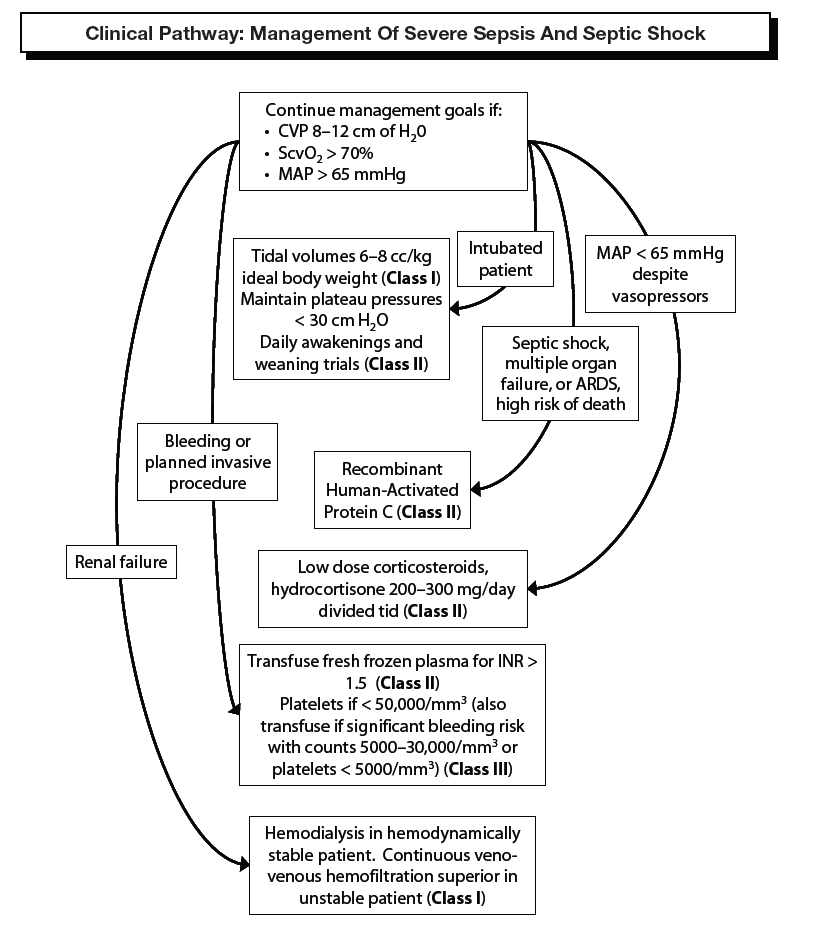 Clinical Pathway: Management Of Severe Sepsis And Septic Shock
Continue management goals if:
• CVP 8–12 cm of H₂0
• ScvO₂ > 70%
• MAP > 65 mmHg
Intubated
patient
MAP < 65 mmHg
despite
vasopressors
Tidal volumes 6–8 cc/kg
ideal body weight (Class I)
Maintain plateau pressures
< 30 cm H₂O
Daily awakenings and
weaning trials (Class II)
Septic shock,
multiple organ
failure, or ARDS,
high risk of death
Bleeding or
planned invasive
procedure
Recombinant
Human-Activated
Protein C (Class II)
Renal failure
Low dose corticosteroids,
hydrocortisone 200–300 mg/day
divided tid (Class II)
Transfuse fresh frozen plasma for INR >
1.5 (Class II)
Platelets if < 50,000/mm³ (also
transfuse if significant bleeding risk
with counts 5000–30,000/mm³ or
platelets < 5000/mm³) (Class III)
Hemodialysis in hemodynamically
stable patient. Continuous veno-
venous hemofiltration superior in
unstable patient (Class I)